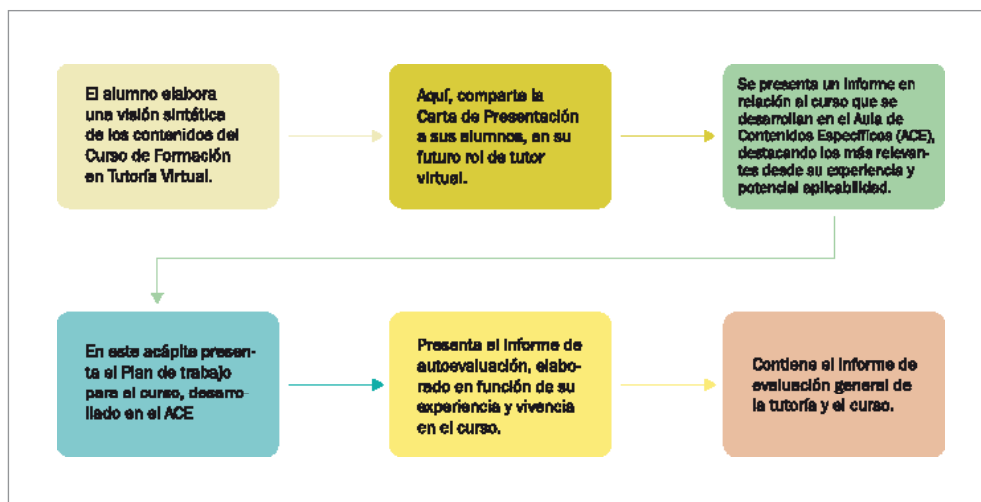 El alumno elabora
una visión sintética
de los contenidos del
Curso de Formación
en Tutoría Virtual.
Aquí, comparte la
Carta de Presentación
a sus alumnos, en su
futuro rol de tutor
virtual.
Se presenta un informe en
relación al curso que se
desarrollan en el Aula de
Contenidos Específicos (ACE),
destacando los más relevan-
tes desde su experiencia y
potencial aplicabilidad.
En este acápite presen-
ta el Plan de trabajo
para el curso, desarro-
llado en el ACE
Presenta el informe de
autoevaluación, elabo-
rado en función de su
experiencia y vivencia
en el curso.
Contiene el informe de
evaluación general de
la tutoría y el curso.